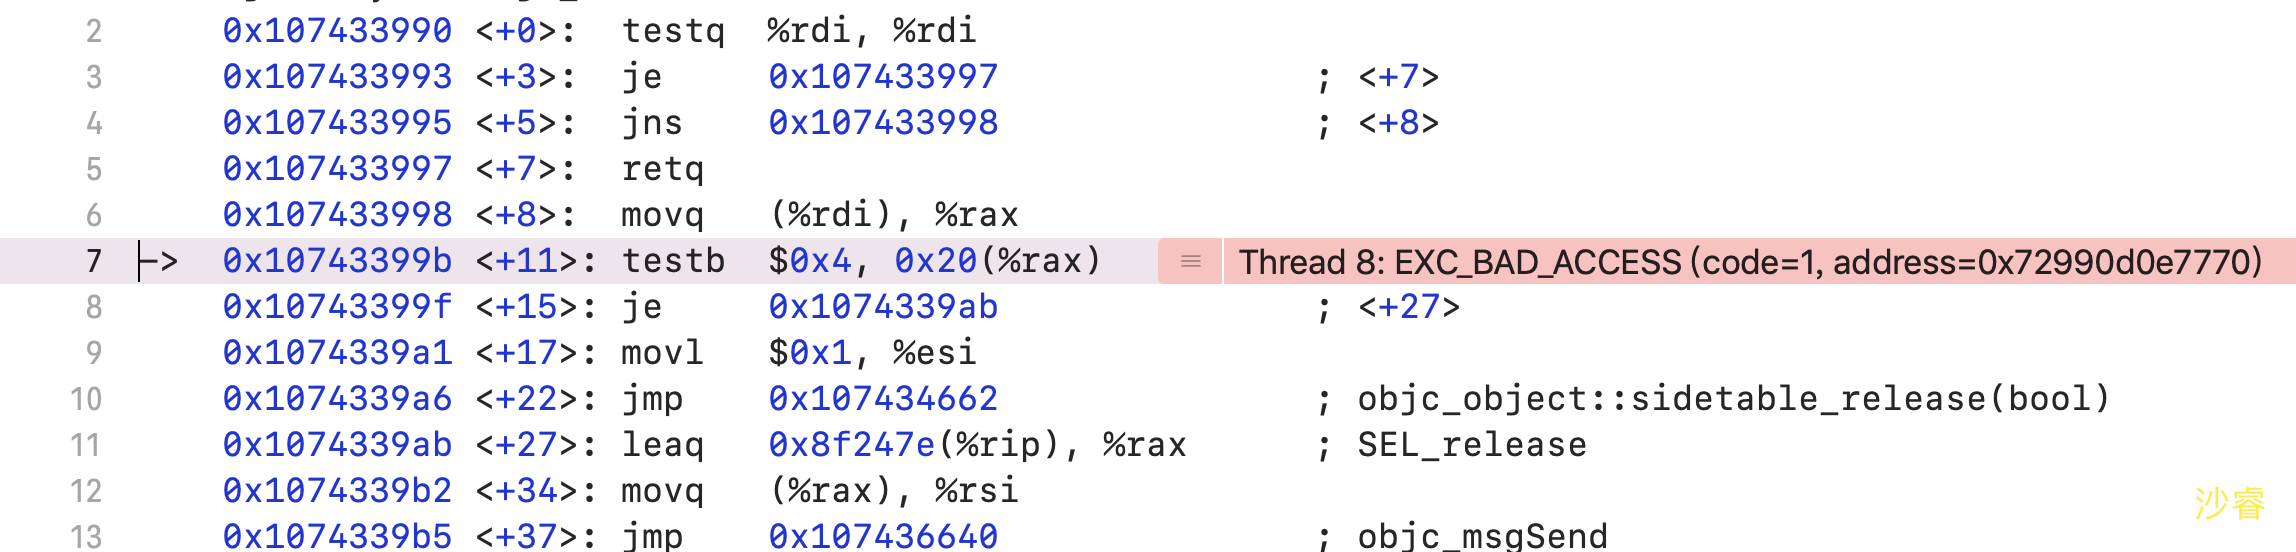 2 0x107433990 <+0>: testq %rdi, %rdi
3 0x107433993 <+3>: je 0x107433997 ; <+7>
4 0x107433995 <+5>: jns 0x107433998 ; <+8>
5 0x107433997 <+7>: retq
6 0x107433998 <+8>: movq (%rdi), %rax
7 -> 0x10743399b <+11>: testb $0x4, 0x20(%rax) Thread 8: EXC_BAD_ACCESS (code=1, address=0x72990d0e7770)
8 0x10743399f <+15>: je 0x1074339ab ; <+27>
9 0x1074339a1 <+17>: movl $0x1, %esi
10 0x1074339a6 <+22>: jmp 0x107434662 ; objc_object::sidetable_release(bool)
11 0x1074339ab <+27>: leaq 0x8f247e(%rip), %rax ; SEL_release
12 0x1074339b2 <+34>: movq (%rax), %rsi
13 0x1074339b5 <+37>: jmp 0x107436640 ; objc_msgSend
沙睿